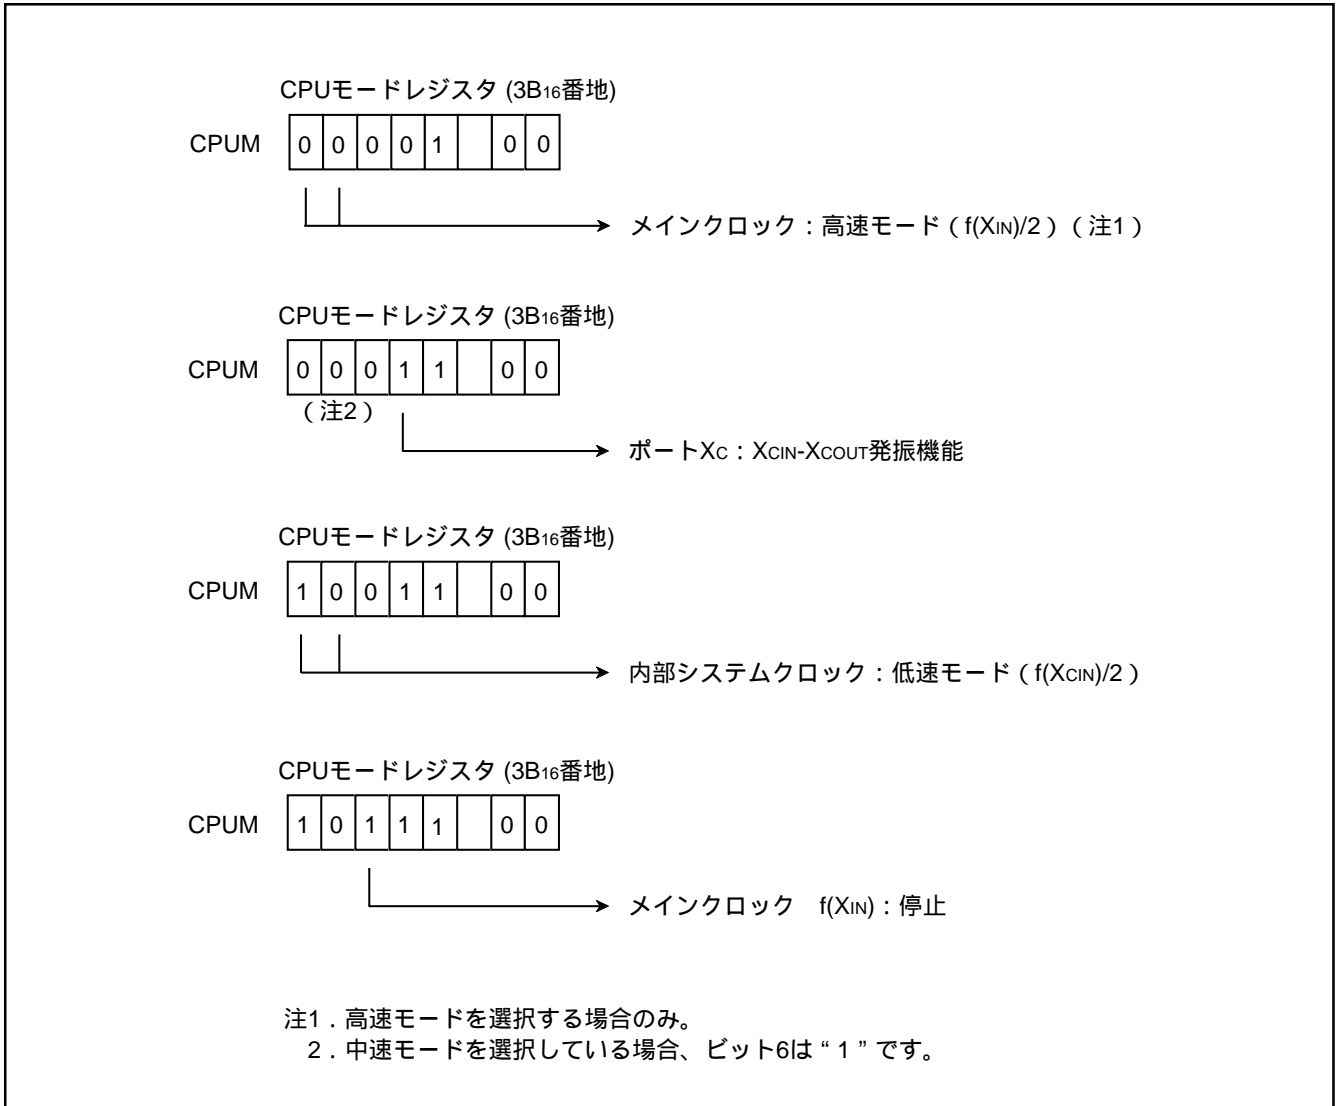 CPUモードレジスタ (3B16番地)
CPUM 0 0 0 0 1 0 0
メインクロック：高速モード（f(XIN)/2）（注1）
CPUモードレジスタ (3B16番地)
CPUM 0 0 0 1 1 0 0
（注2）
ポートXC：XCIN-XCOUT発振機能
CPUモードレジスタ (3B16番地)
CPUM 1 0 0 1 1 0 0
内部システムクロック：低速モード（f(XCIN)/2）
CPUモードレジスタ (3B16番地)
CPUM 1 0 1 1 1 0 0
メインクロック　f(XIN)：停止
注1．高速モードを選択する場合のみ。
2．中速モードを選択している場合、ビット6は“1”です。